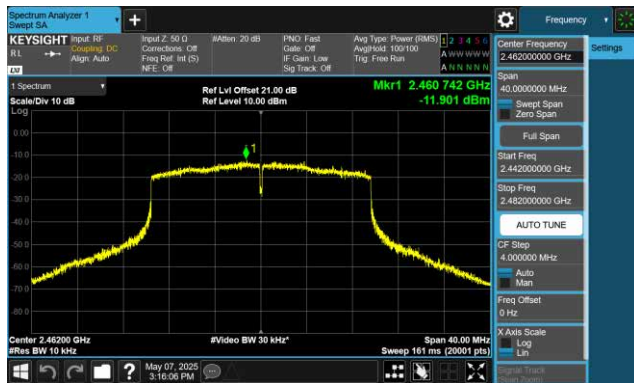 Spectrum Analyzer 1
Swept SA
Frequency
KEYSIGHT
RL
Input: RF
Coupling: DC
Align: Auto
Input Z: 50 Ω
Corrections: Off
Freq Ref: Int (S)
NFE: Off
#Atten: 20 dB
PNO: Fast
Gate: Off
IF Gain: Low
Sig Track: Off
Avg Type: Power (RMS)
Avg|Hold: 100/100
Trig: Free Run
1 2 3 4 5 6
A W W W W W
A N N N N N
LM
1 Spectrum
Scale/Div 10 dB
Ref Lvl Offset 21.00 dB
Ref Level 10.00 dBm
Mkr1 2.460 742 GHz
-11.901 dBm
Log
0.00
-10.0
-20.0
-30.0
-40.0
-50.0
-60.0
-70.0
-80.0
1
Center 2.46200 GHz
#Res BW 10 kHz
#Video BW 30 kHz*
Span 40.00 MHz
Sweep 161 ms (20001 pts)
May 07, 2025
3:16:06 PM
Settings
Center Frequency
2.462000000 GHz
Span
40.0000000 MHz
Swept Span
Zero Span
Full Span
Start Freq
2.442000000 GHz
Stop Freq
2.482000000 GHz
AUTO TUNE
CF Step
4.000000 MHz
Auto
Man
Freq Offset
0 Hz
X Axis Scale
Log
Lin
Signal Track
(Span Zoom)